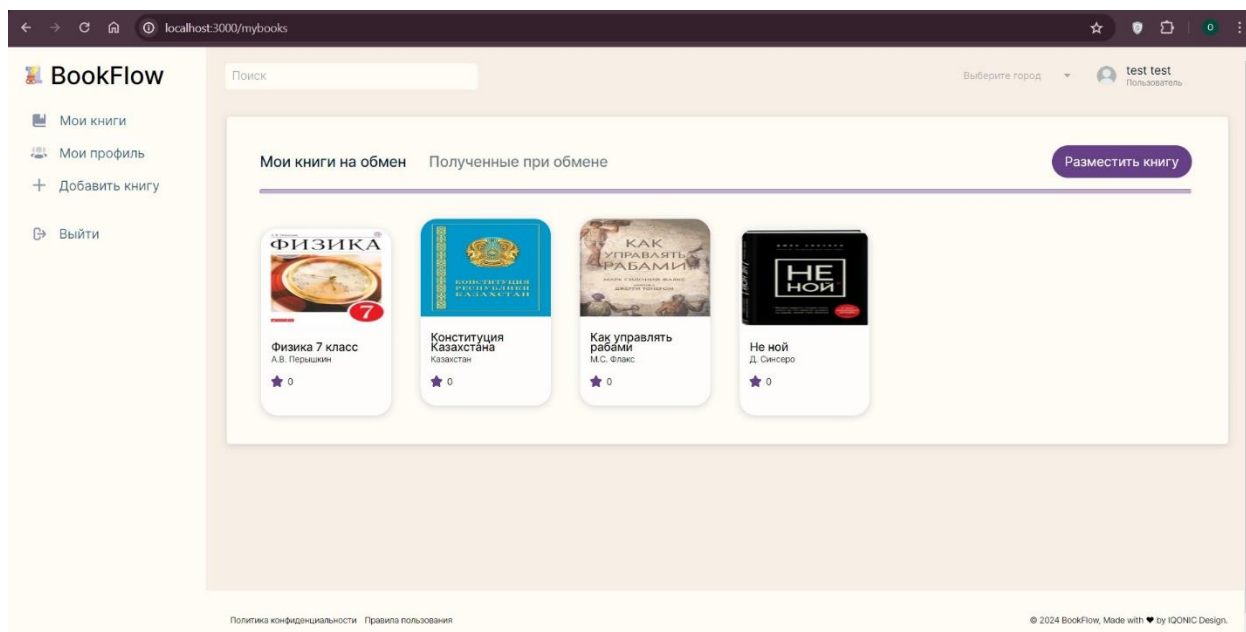 localhost:3000/mybooks
BookFlow
Поиск
Выберите город
test test
Пользователь
Мои книги
Мои профиль
Добавить книгу
Выйти
Мои книги на обмен
Полученные при обмене
Разместить книгу
ФИЗИКА
7
Физика 7 класс
А.В. Перышкин
0
КОНСТИТУЦИЯ
РЕСПУБЛИКИ
КАЗАХСТАН
Конституция
Казахстана
Казахстан
0
КАК
УПРАВЛЯТЬ
РАБАМИ
Как управлять
рабами
М.С. Флакс
0
НЕ
НОЙ
Не ной
Д. Синсеро
0
Политика конфиденциальности Правила пользования
© 2024 BookFlow, Made with ♥ by IQONIC Design.